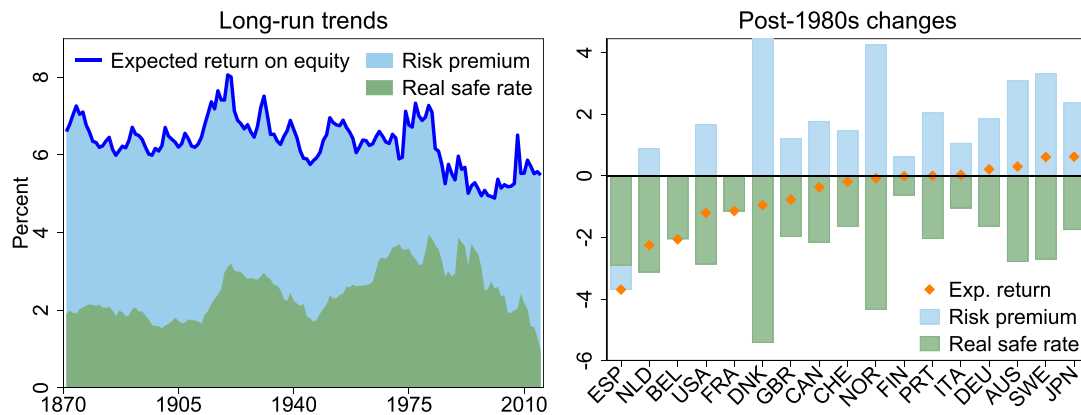 Long-run trends
Expected return on equity
Risk premium
Real safe rate
Percent
8
6
4
2
0
1870
1905
1940
1975
2010
Post-1980s changes
4
2
0
-2
-4
-6
Exp. return
Risk premium
Real safe rate
ESP
NLD
BEL
USA
FRA
DNK
GBR
CAN
CHE
NOR
FIN
PRT
ITA
DEU
AUS
SWE
JPN